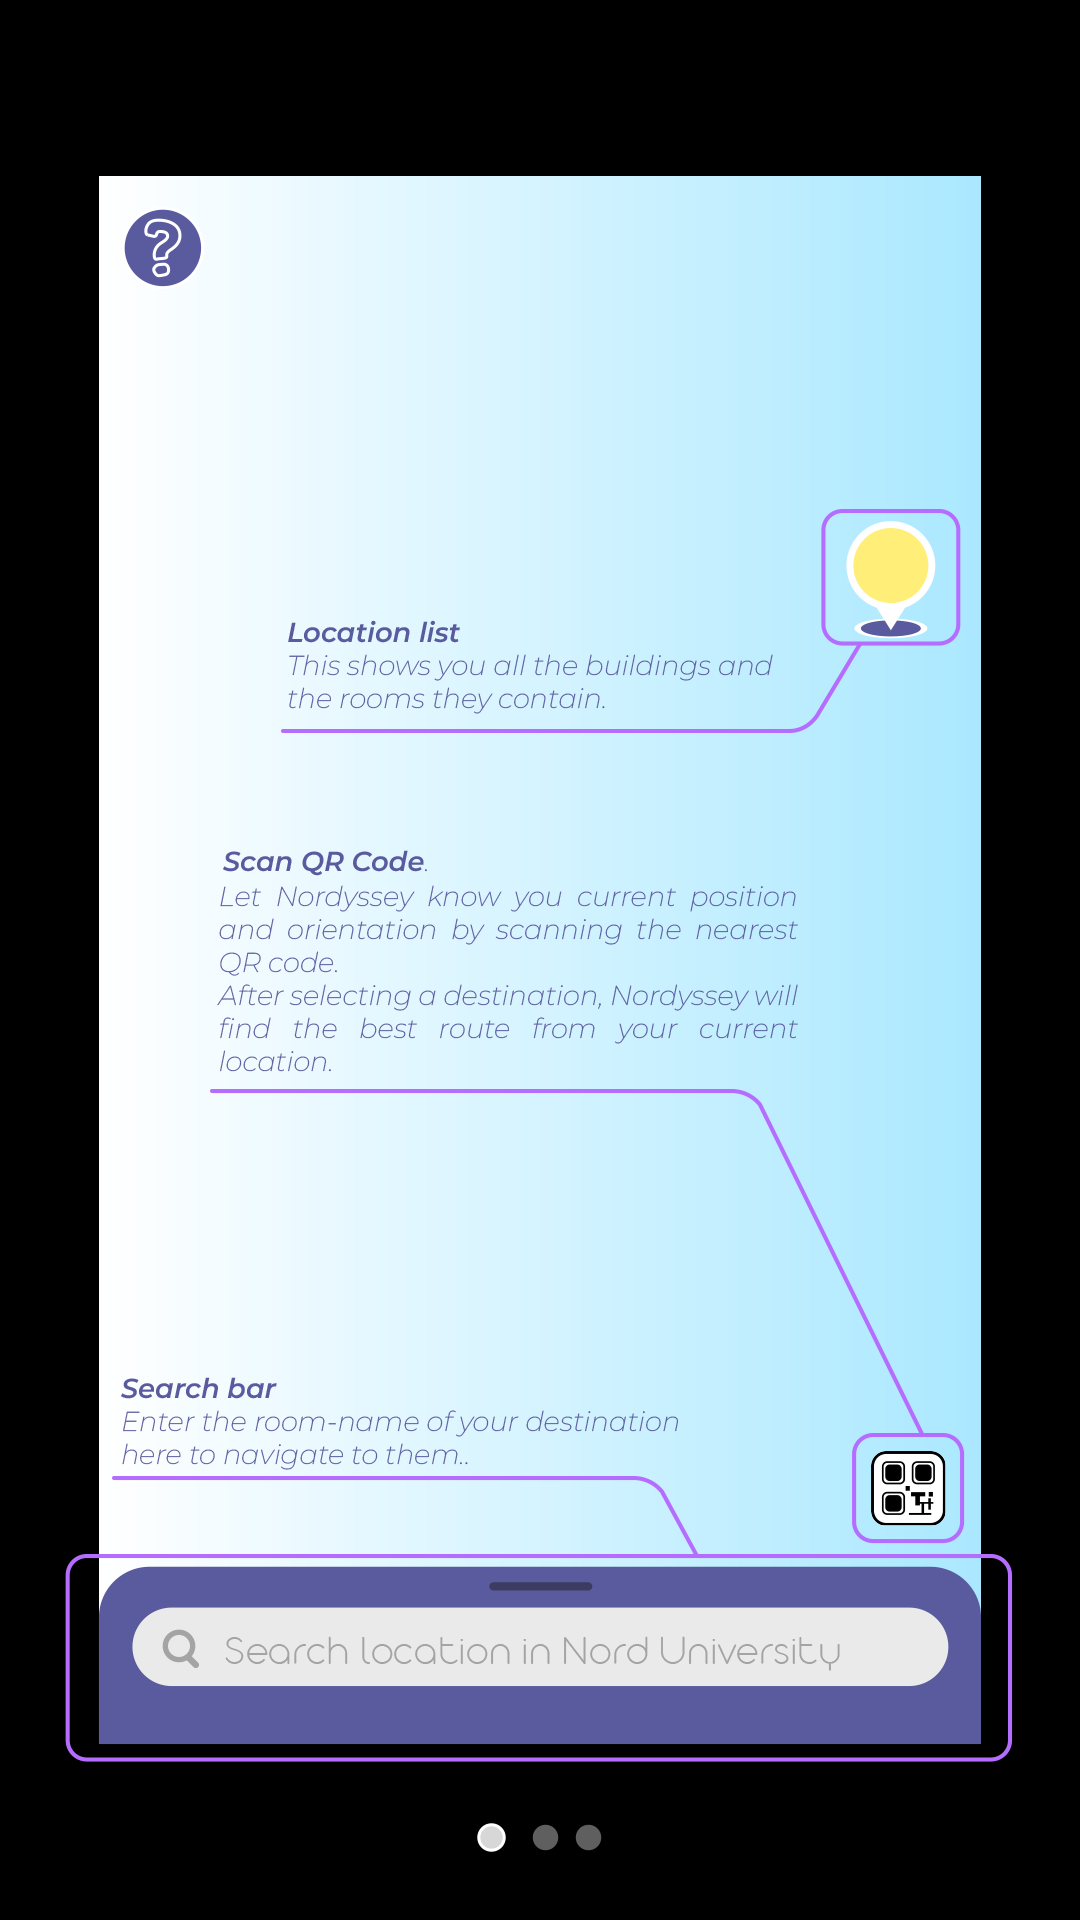 ?
Location list
This shows you all the buildings and
the rooms they contain.
Scan QR Code.
Let Nordyssey know you current position
and orientation by scanning the nearest
QR code.
After selecting a destination, Nordyssey will
find the best route from your current
location.
Search bar
Enter the room-name of your destination
here to navigate to them..
Search location in Nord University